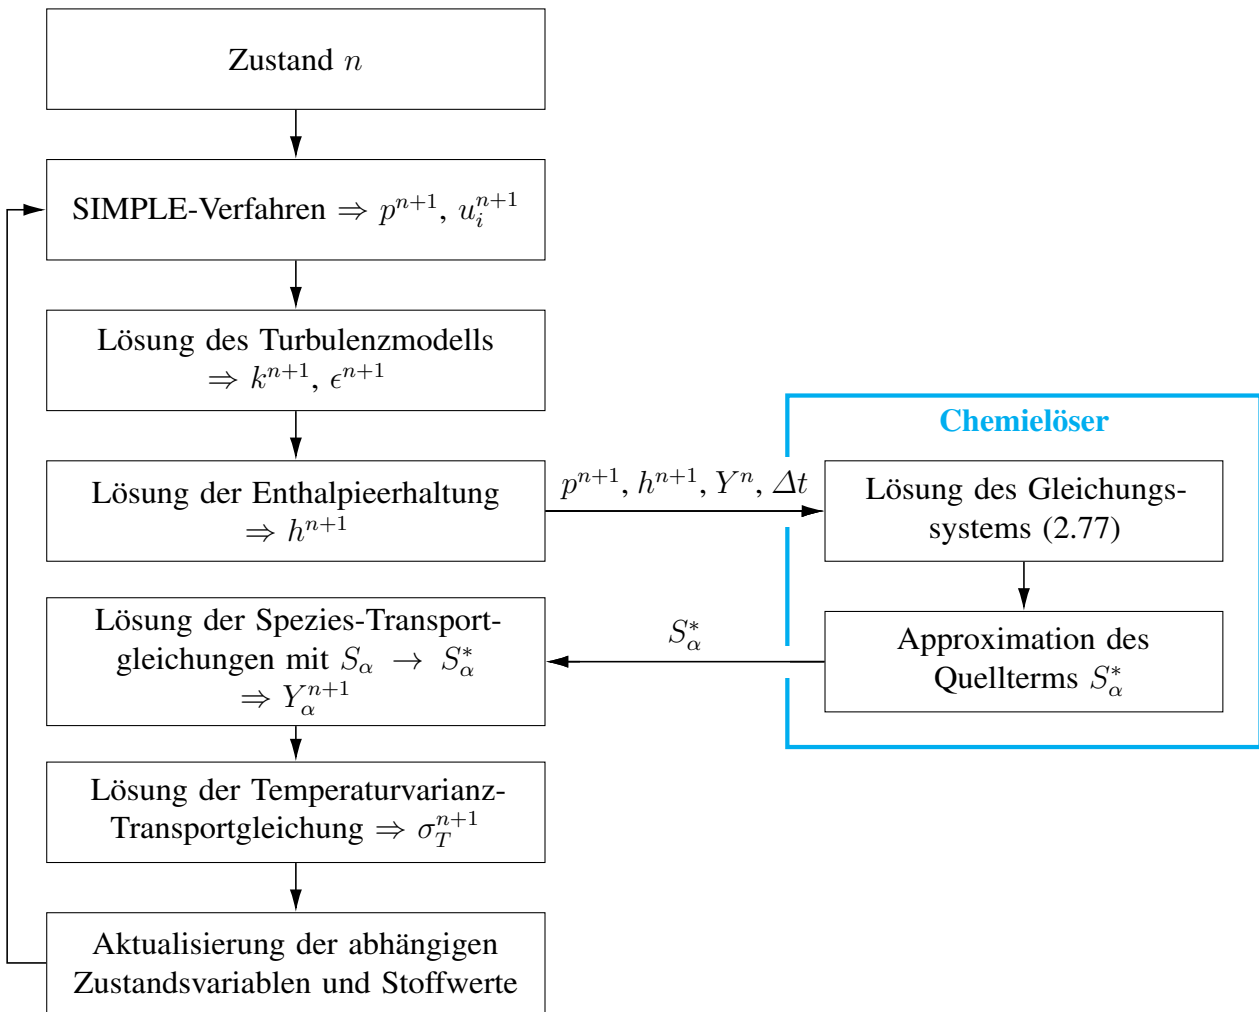 Zustand n
SIMPLE-Verfahren ⇒ p^{n+1}, u_i^{n+1}
Lösung des Turbulenzmodells
⇒ k^{n+1}, ϵ^{n+1}
Lösung der Enthalpieerhaltung
⇒ h^{n+1}
p^{n+1}, h^{n+1}, Y^n, Δt
Chemielöser
Lösung des Gleichungs-
systems (2.77)
Approximation des
Quellterms S_α^*
S_α^*
Lösung der Spezies-Transport-
gleichungen mit S_α → S_α^*
⇒ Y_α^{n+1}
Lösung der Temperaturvarianz-
Transportgleichung ⇒ σ_T^{n+1}
Aktualisierung der abhängigen
Zustandsvariablen und Stoffwerte